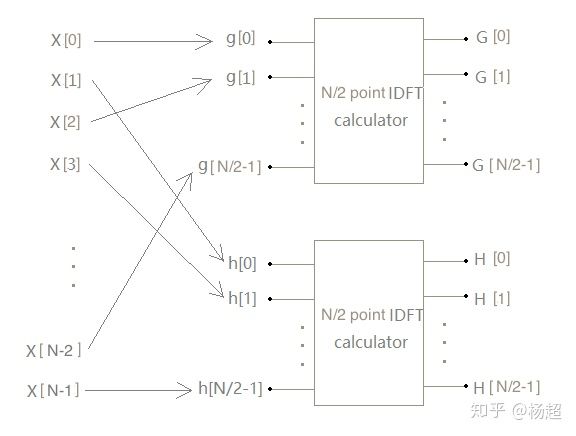 X[0]
g[0]
G [0]
X[1]
g[1]
G [1]
N/2 point IDFT
calculator
X[2]
X[3]
g[N/2-1]
G [N/2-1]
h[0]
H [0]
h[1]
H [1]
N/2 point IDFT
calculator
X[N-2]
X[N-1]
h[N/2-1]
H [N/2-1]
知乎 @杨超